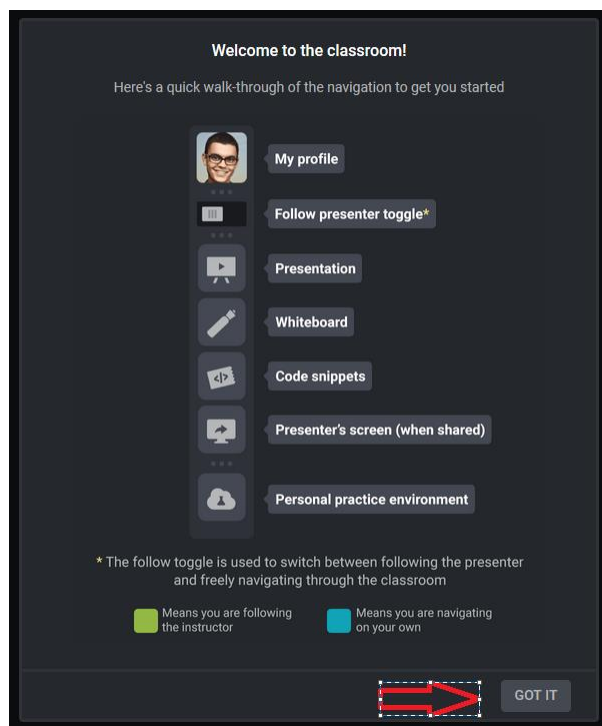 Welcome to the classroom!
Here's a quick walk-through of the navigation to get you started
My profile
Follow presenter toggle*
Presentation
Whiteboard
Code snippets
Presenter's screen (when shared)
Personal practice environment
* The follow toggle is used to switch between following the presenter
and freely navigating through the classroom
Means you are following
the instructor
Means you are navigating
on your own
GOT IT